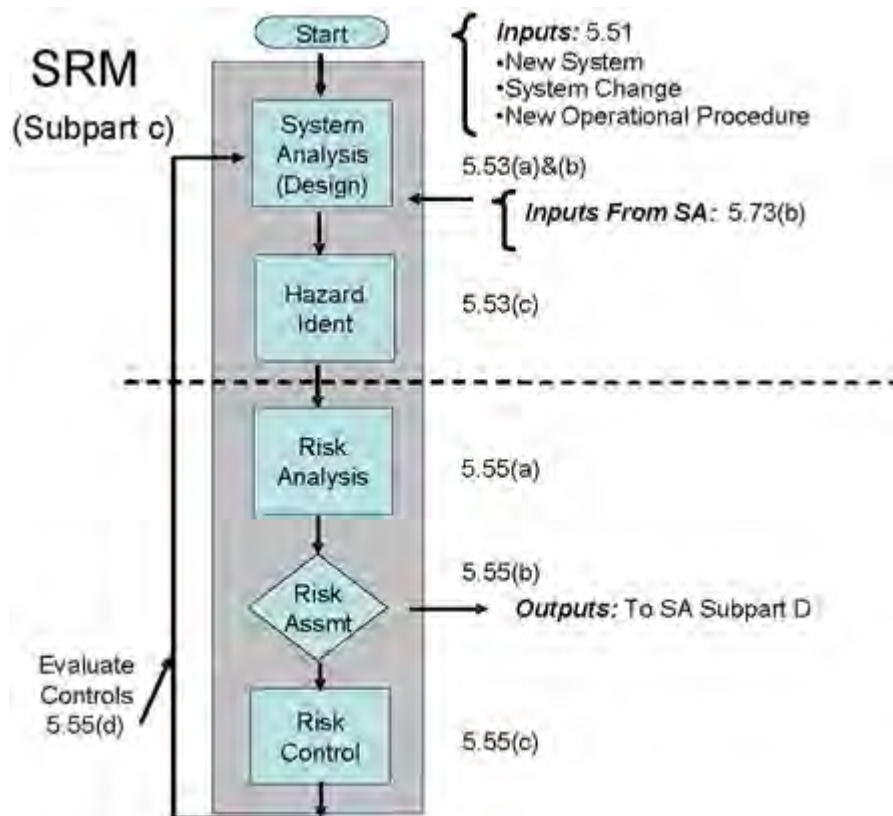 SRM
(Subpart c)
Start
Inputs: 5.51
•New System
•System Change
•New Operational Procedure
System
Analysis
(Design)
5.53(a)&(b)
Inputs From SA: 5.73(b)
Hazard
Ident
5.53(c)
Risk
Analysis
5.55(a)
Risk
Assmt
5.55(b)
Outputs: To SA Subpart D
Evaluate
Controls
5.55(d)
Risk
Control
5.55(c)